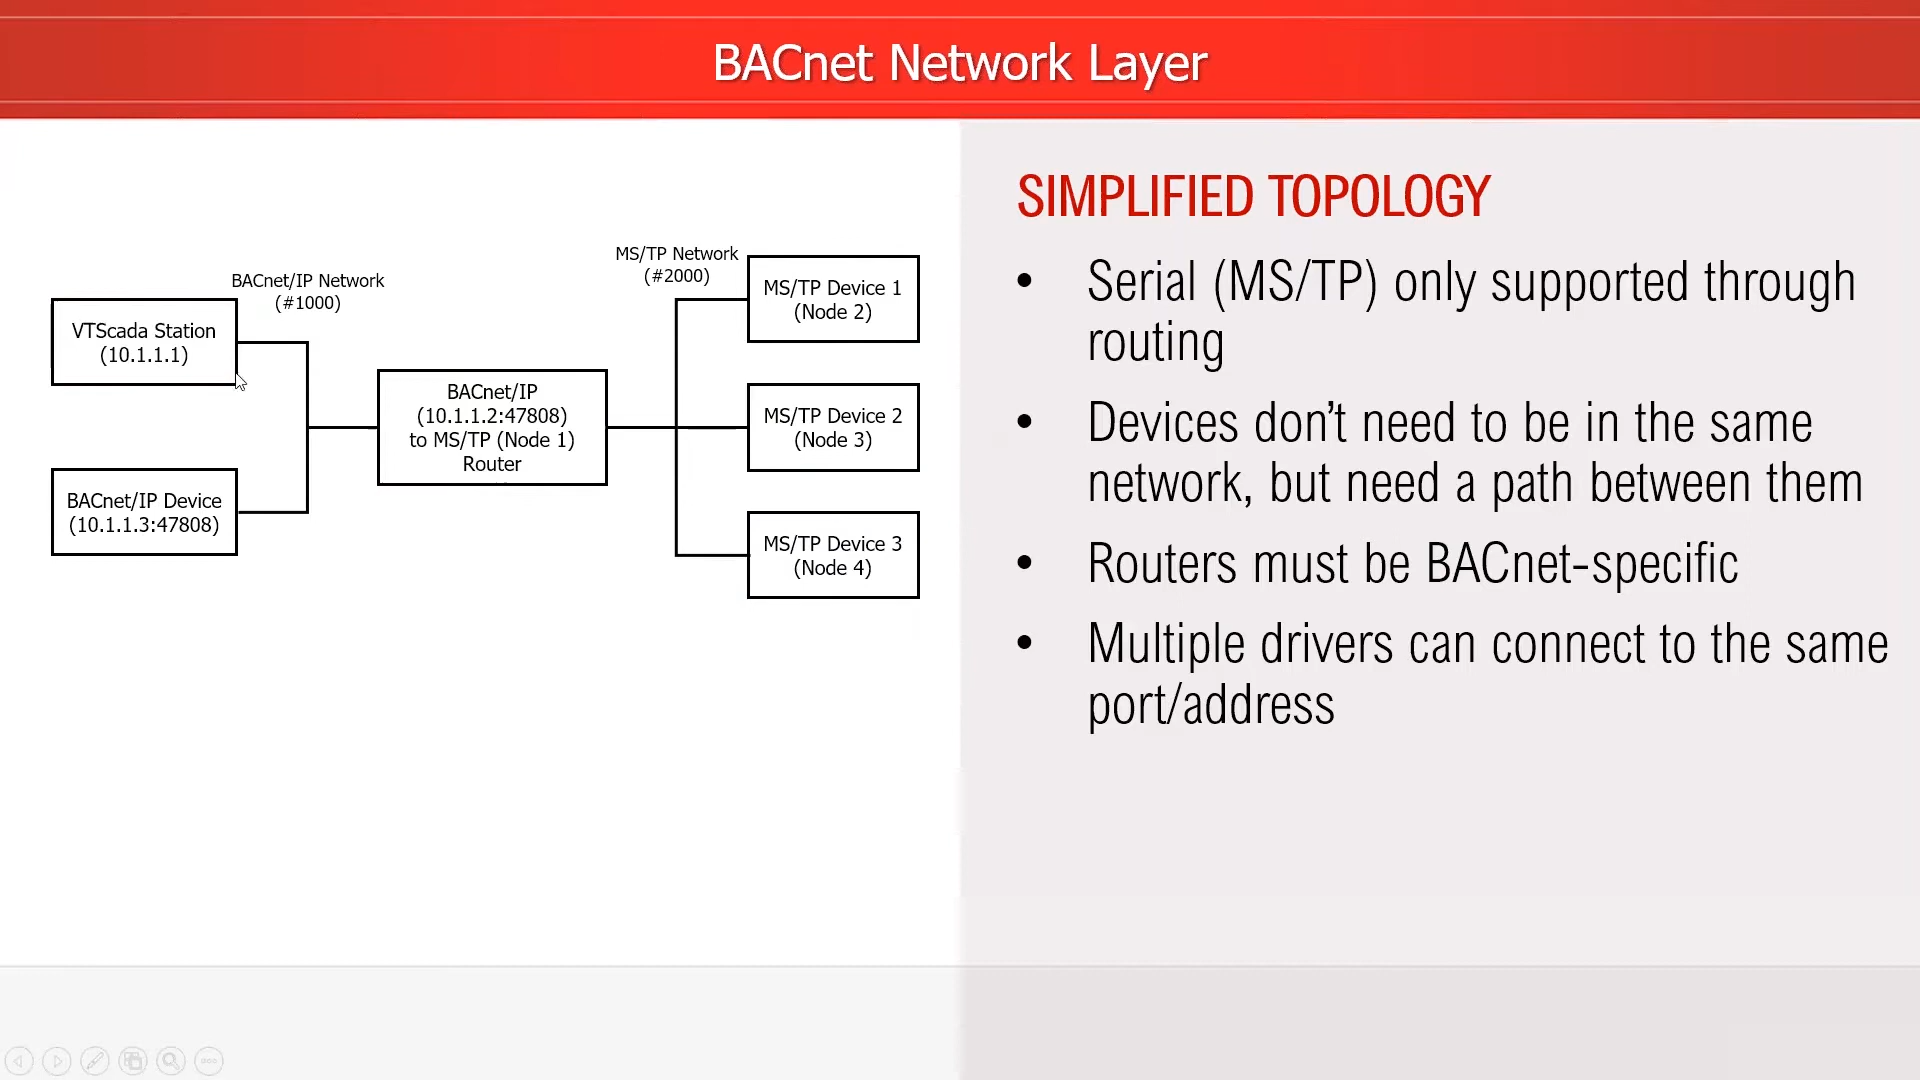 BACnet Network Layer
BACnet/IP Network
(#1000)
VTScada Station
(10.1.1.1)
BACnet/IP Device
(10.1.1.3:47808)
BACnet/IP
(10.1.1.2:47808)
to MS/TP (Node 1)
Router
MS/TP Network
(#2000)
MS/TP Device 1
(Node 2)
MS/TP Device 2
(Node 3)
MS/TP Device 3
(Node 4)
SIMPLIFIED TOPOLOGY
• Serial (MS/TP) only supported through
routing
• Devices don’t need to be in the same
network, but need a path between them
• Routers must be BACnet-specific
• Multiple drivers can connect to the same
port/address